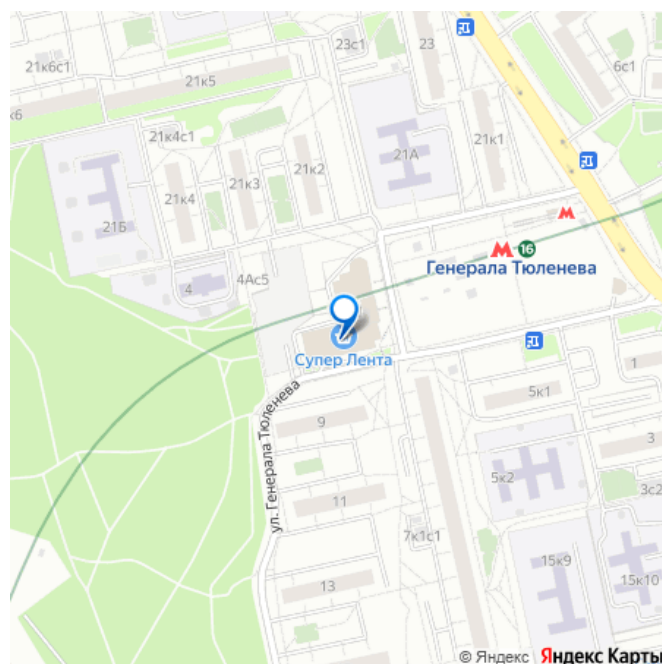 21к6с1
23с1
23
6с1
21к5
к6
21к4с1
21А
21к1
21к2
21к3
21к4
21Б
М
М 16
Генерала Тюленева
4Ас5
4
Супер Лента
1
5к1
ул. Генерала Тюленева
9
3
5к2
3с2
11
7к1с1
15к9
15к10
13
© Яндекс Яндекс Карты